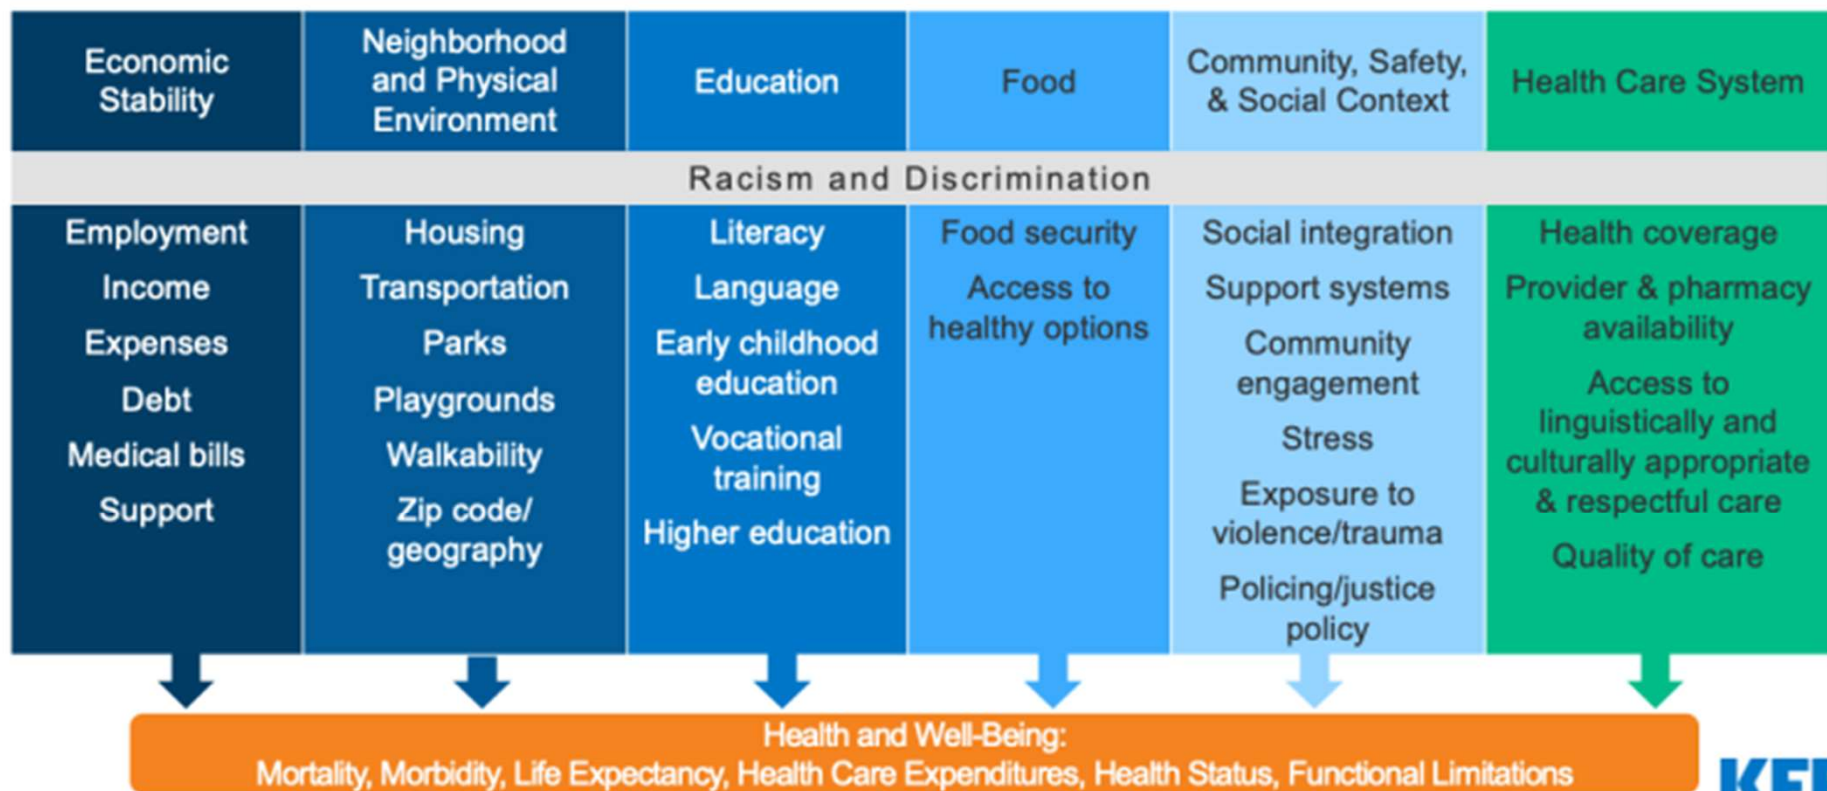 Economic
Stability
Neighborhood
and Physical
Environment
Education
Food
Community, Safety,
& Social Context
Health Care System
Racism and Discrimination
Employment
Income
Expenses
Debt
Medical bills
Support
Housing
Transportation
Parks
Playgrounds
Walkability
Zip code/
geography
Literacy
Language
Early childhood
education
Vocational
training
Higher education
Food security
Access to
healthy options
Social integration
Support systems
Community
engagement
Stress
Exposure to
violence/trauma
Policing/justice
policy
Health coverage
Provider & pharmacy
availability
Access to
linguistically and
culturally appropriate
& respectful care
Quality of care
Health and Well-Being:
Mortality, Morbidity, Life Expectancy, Health Care Expenditures, Health Status, Functional Limitations